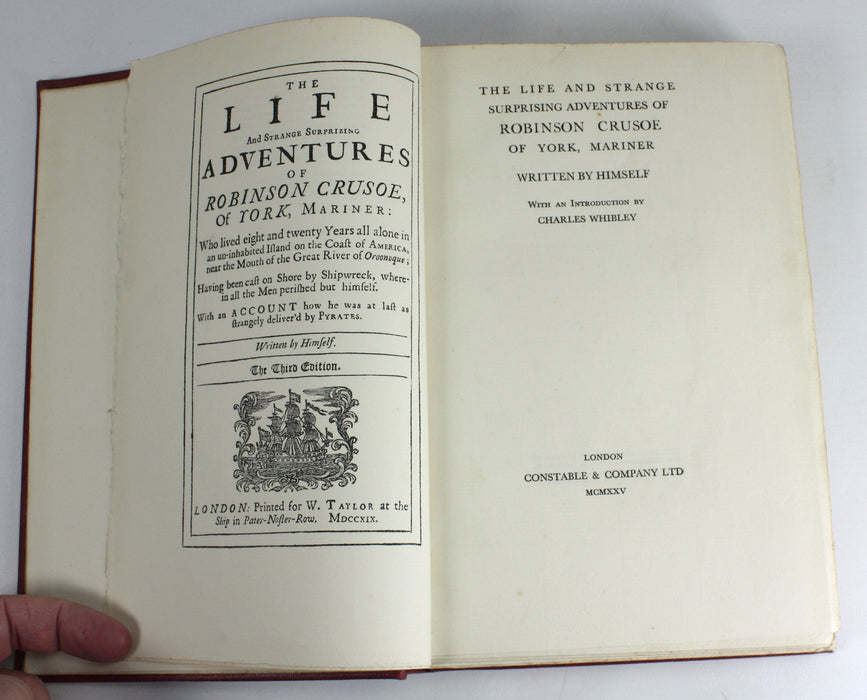 THE
LIFE
And STRANGE SURPRIZING
ADVENTURES
OF
ROBINSON CRUSOE,
Of YORK, MARINER:
Who lived eight and twenty Years all alone in
an un-inhabited Iſland on the Coaſt of AMERICA,
near the Mouth of the Great River of Oroonoque;
Having been caſt on Shore by Shipwreck, where-
in all the Men periſhed but himſelf.
With an ACCOUNT how he was at laſt as
ſtrangely deliver'd by PYRATES.
Written by Himſelf.
The Third Edition.
LONDON: Printed for W. TAYLOR at the
Ship in Pater-Noſter-Row. MDCCXIX.
THE LIFE AND STRANGE
SURPRISING ADVENTURES OF
ROBINSON CRUSOE
OF YORK, MARINER
WRITTEN BY HIMSELF
WITH AN INTRODUCTION BY
CHARLES WHIBLEY
LONDON
CONSTABLE & COMPANY LTD
MCMXXV